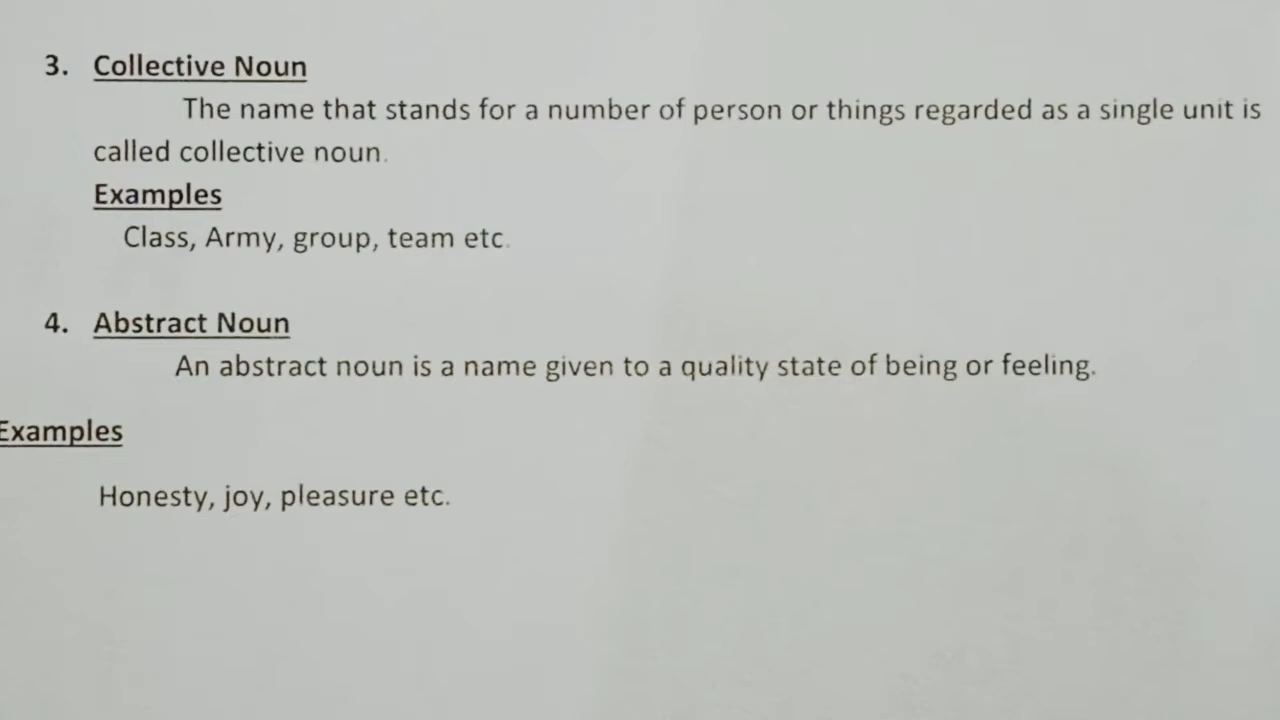 3. Collective Noun
The name that stands for a number of person or things regarded as a single unit is
called collective noun.
Examples
Class, Army, group, team etc.
4. Abstract Noun
An abstract noun is a name given to a quality state of being or feeling.
Examples
Honesty, joy, pleasure etc.